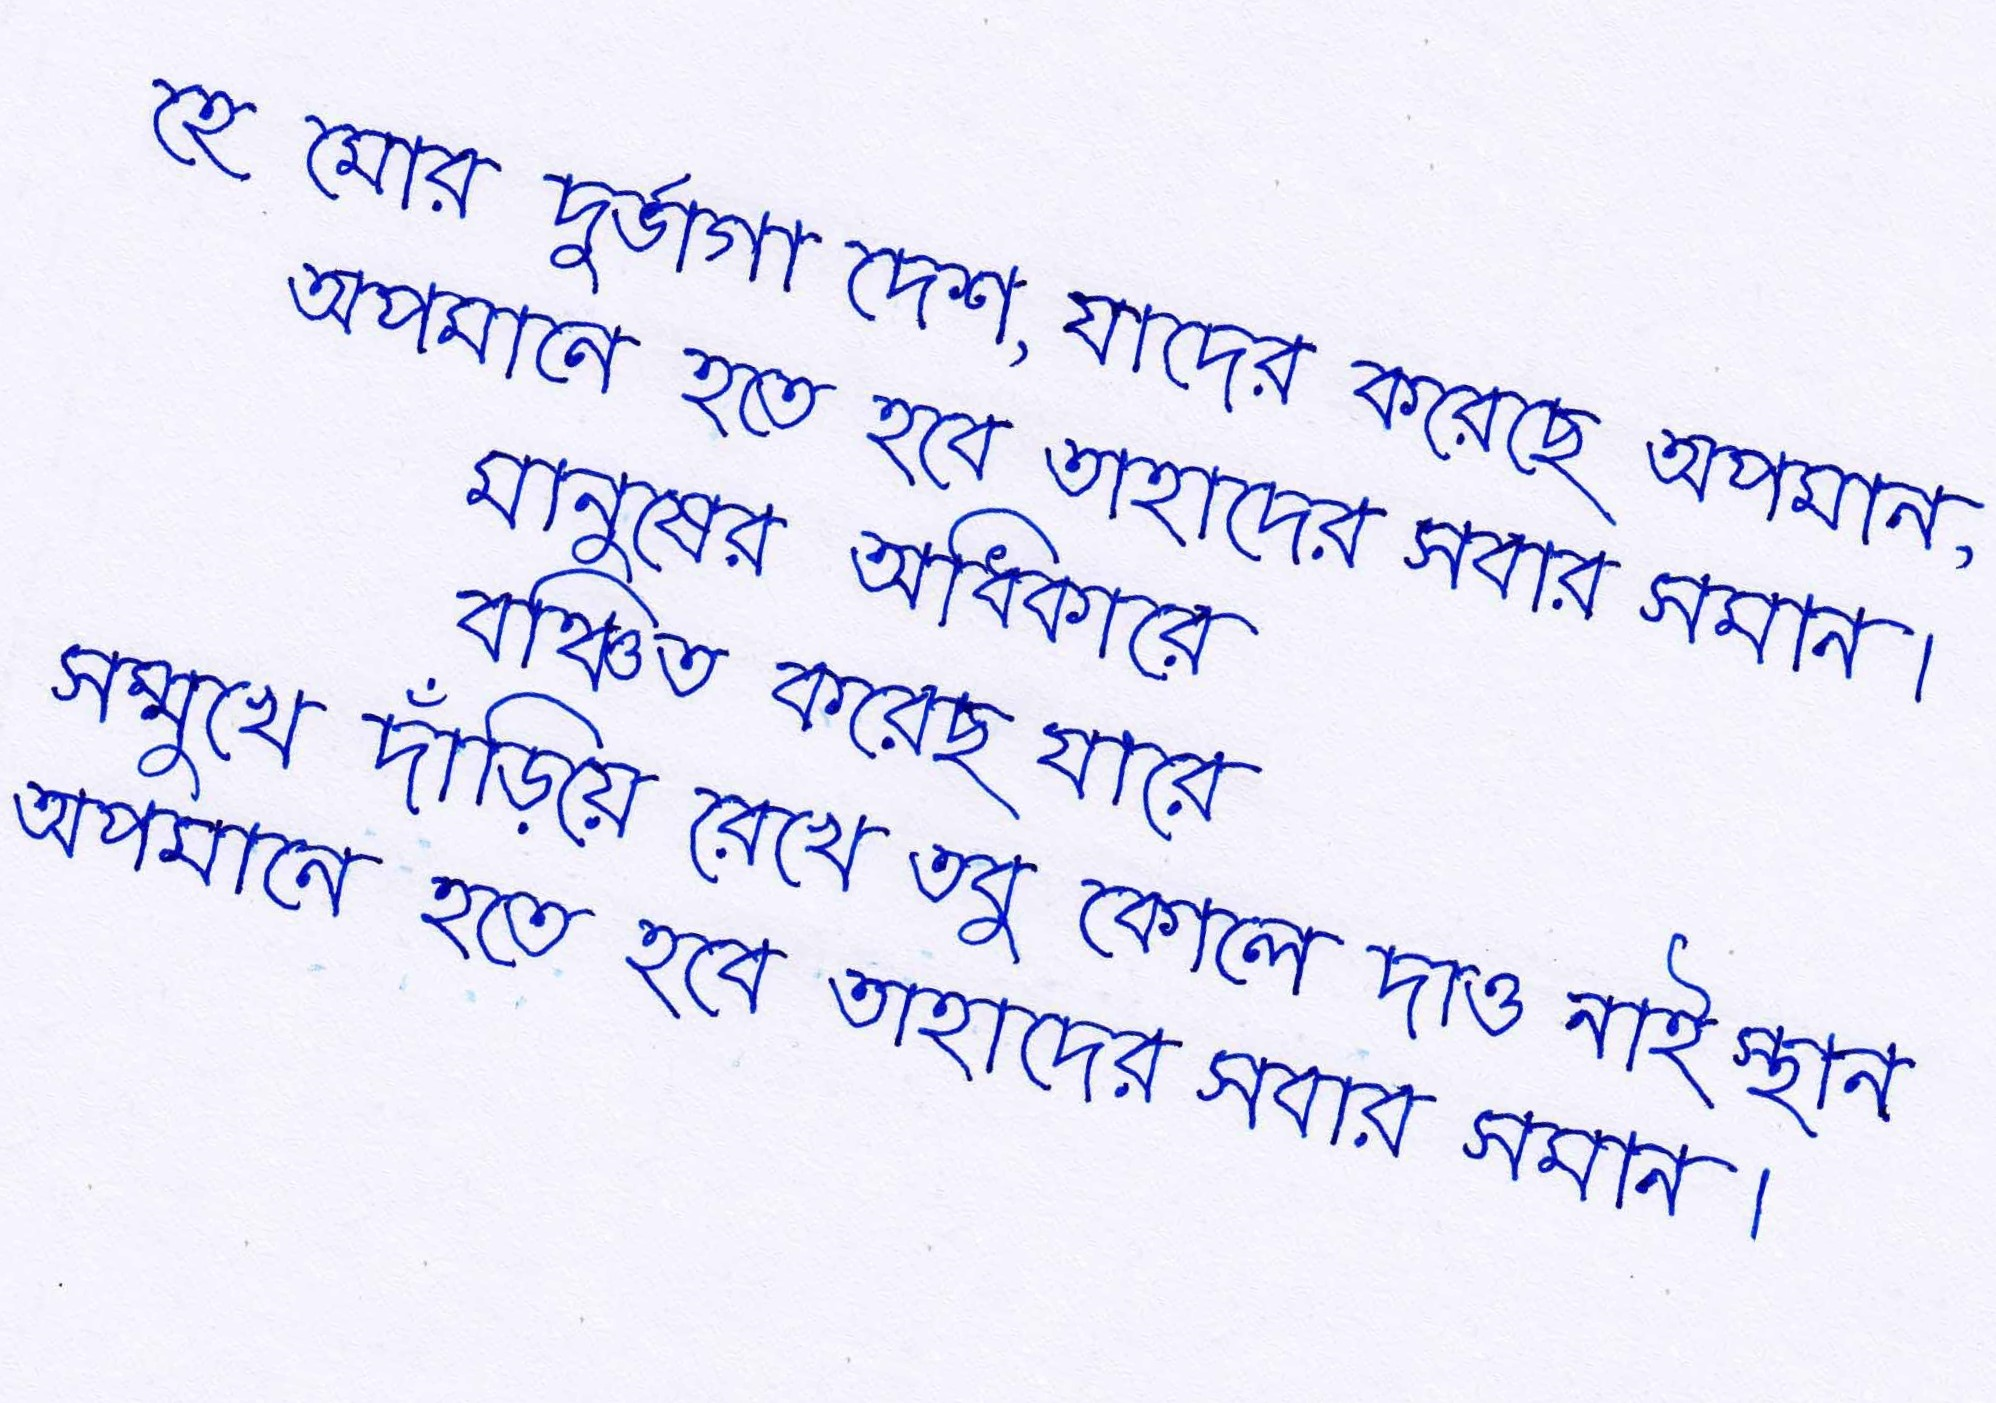 হে মোর দুর্ভাগা দেশ, যাদের করেছে অপমান,
অপমানে হতে হবে তাহাদের সবার সমান।
মানুষের অধিকারে
বঞ্চিত করেছ যারে
সম্মুখে দাঁড়িয়ে রেখে তবু কোলে দাও নাই স্থান
অপমানে হতে হবে তাহাদের সবার সমান।